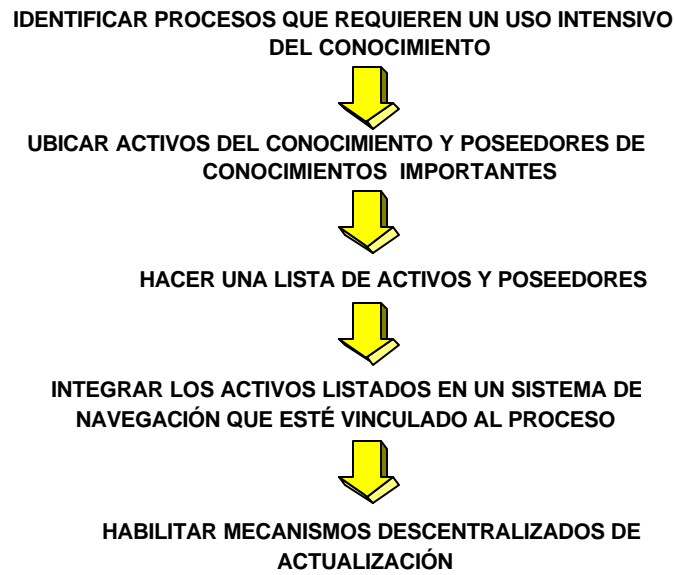 IDENTIFICAR PROCESOS QUE REQUIEREN UN USO INTENSIVO
DEL CONOCIMIENTO
UBICAR ACTIVOS DEL CONOCIMIENTO Y POSEEDORES DE
CONOCIMIENTOS IMPORTANTES
HACER UNA LISTA DE ACTIVOS Y POSEEDORES
INTEGRAR LOS ACTIVOS LISTADOS EN UN SISTEMA DE
NAVEGACIÓN QUE ESTÉ VINCULADO AL PROCESO
HABILITAR MECANISMOS DESCENTRALIZADOS DE
ACTUALIZACIÓN